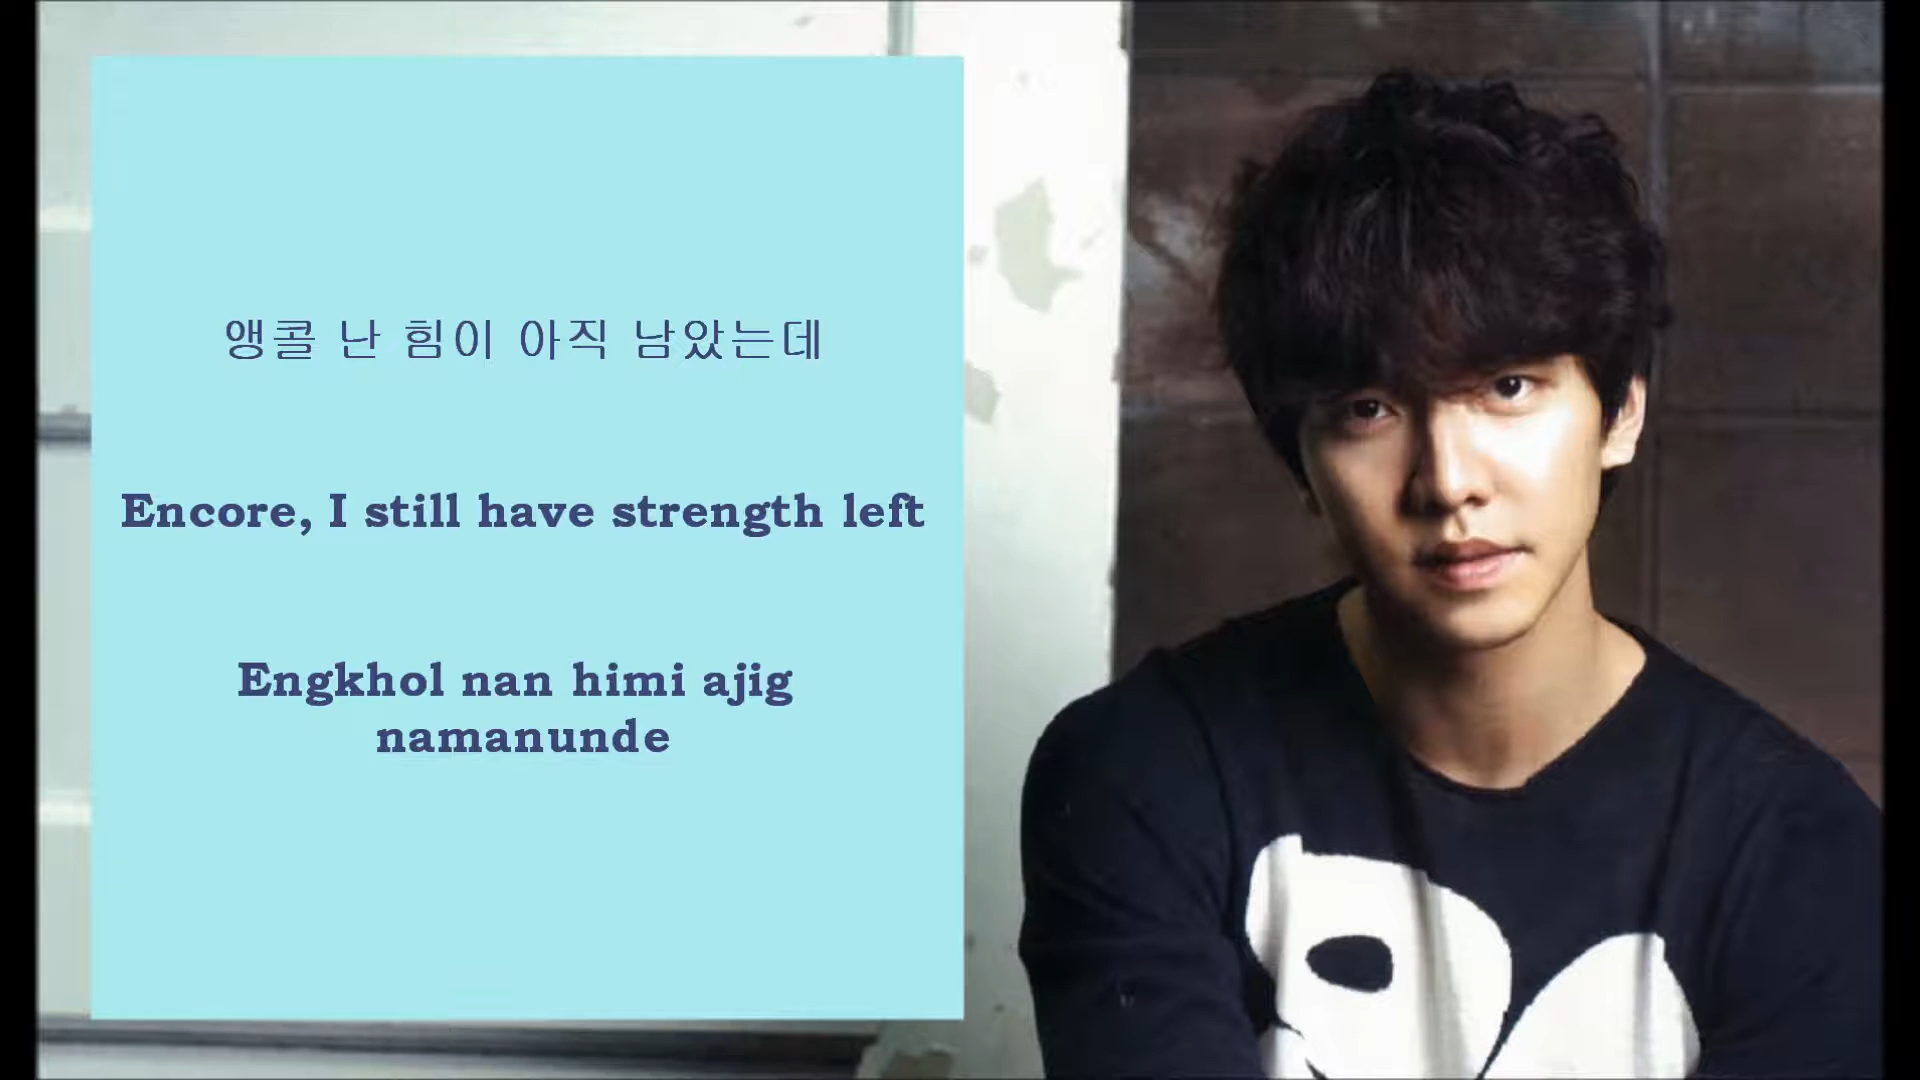 앵콜 난 힘이 아직 남았는데
Encore, I still have strength left
Engkhol nan himi ajig
namanunde